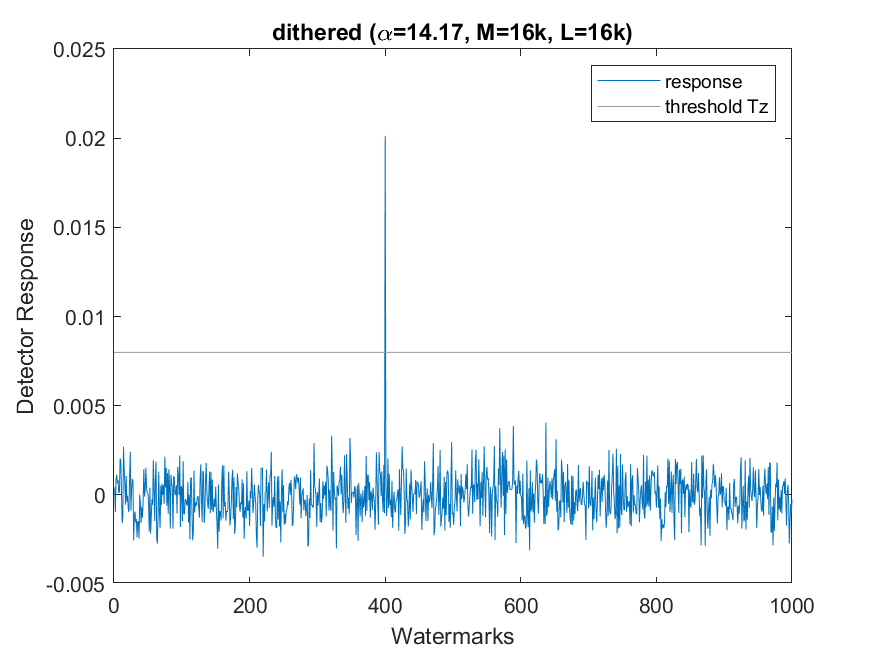 dithered (α=14.17, M=16k, L=16k)
0.025
0.02
0.015
0.01
0.005
0
-0.005
Detector Response
response
threshold Tz
0 200 400 600 800 1000
Watermarks